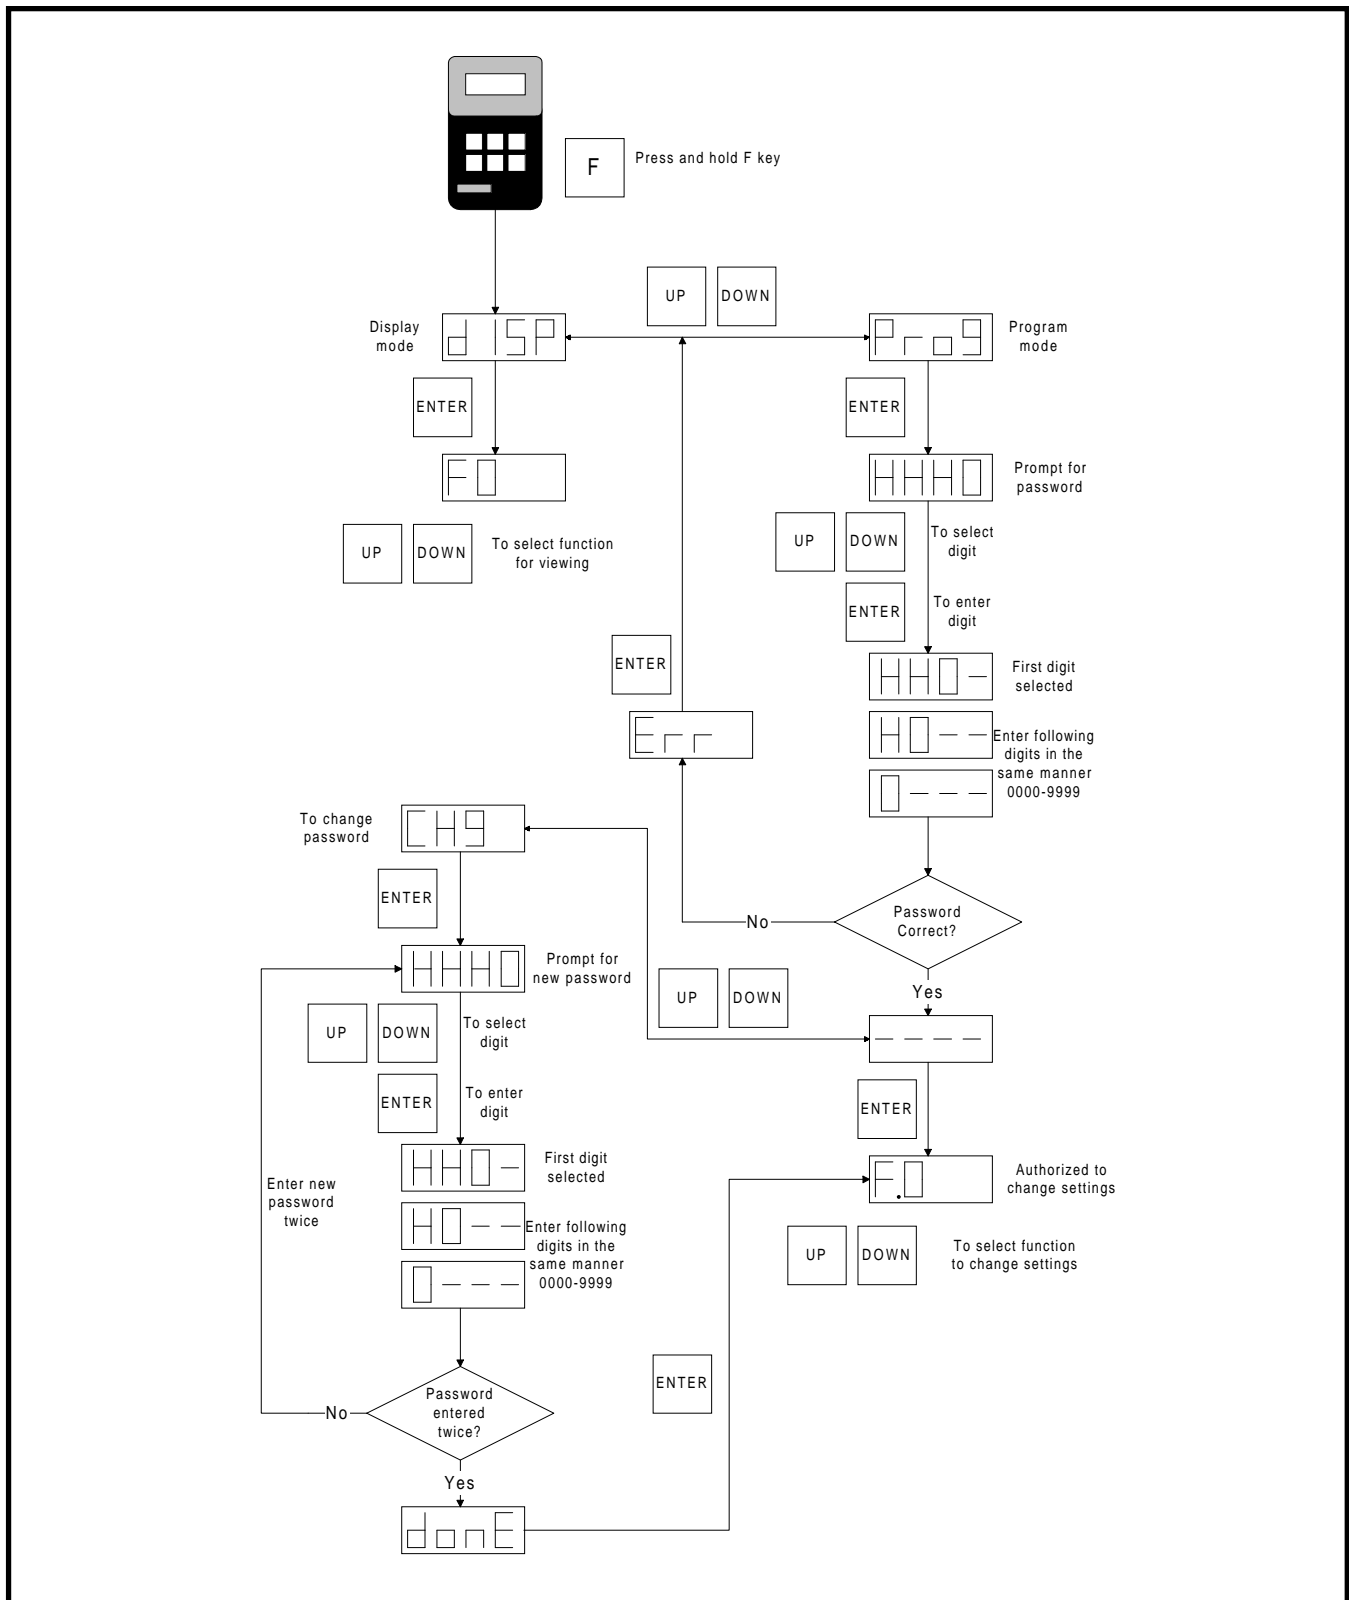 F
Press and hold F key
UP
DOWN
Display
mode
dISP
Prog
Program
mode
ENTER
ENTER
F0
HHH0
Prompt for
password
UP
DOWN
To select function
for viewing
UP
DOWN
To select
digit
ENTER
To enter
digit
HH0-
First digit
selected
ENTER
Err
H0--
0---
Enter following
digits in the
same manner
0000-9999
To change
password
CHg
ENTER
Password
Correct?
No
Yes
HHH0
Prompt for
new password
UP
DOWN
----
UP
DOWN
To select
digit
ENTER
To enter
digit
ENTER
HH0-
First digit
selected
F.0
Authorized to
change settings
Enter new
password
twice
H0--
0---
Enter following
digits in the
same manner
0000-9999
UP
DOWN
To select function
to change settings
ENTER
Password
entered
twice?
No
Yes
donE